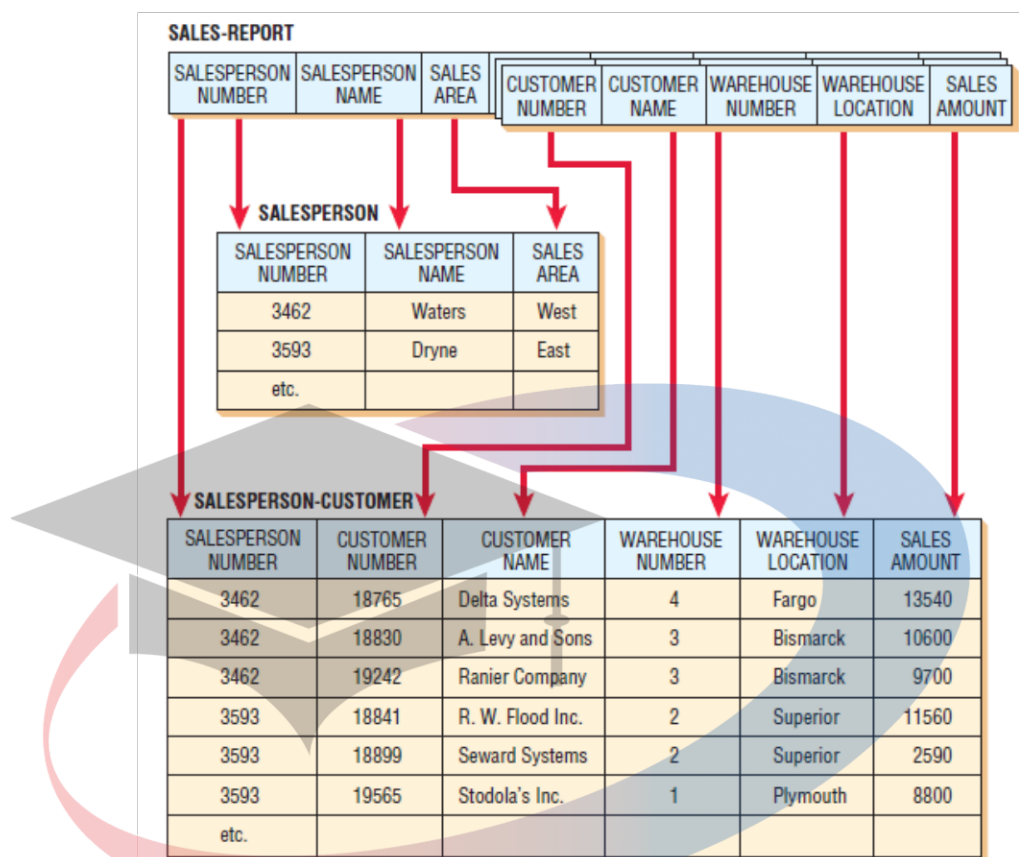 SALES-REPORT
SALESPERSON NUMBER SALESPERSON NAME SALES AREA CUSTOMER NUMBER CUSTOMER NAME WAREHOUSE NUMBER WAREHOUSE LOCATION SALES AMOUNT
SALESPERSON
SALESPERSON NUMBER SALESPERSON NAME SALES AREA
3462 Waters West
3593 Dryne East
etc.
SALESPERSON-CUSTOMER
SALESPERSON NUMBER CUSTOMER NUMBER CUSTOMER NAME WAREHOUSE NUMBER WAREHOUSE LOCATION SALES AMOUNT
3462 18765 Delta Systems 4 Fargo 13540
3462 18830 A. Levy and Sons 3 Bismarck 10600
3462 19242 Ranier Company 3 Bismarck 9700
3593 18841 R. W. Flood Inc. 2 Superior 11560
3593 18899 Seward Systems 2 Superior 2590
3593 19565 Stodola's Inc. 1 Plymouth 8800
etc.